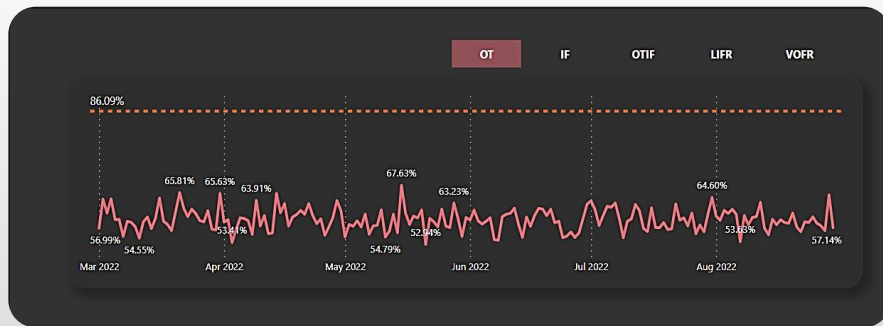 OT IF OTIF LIFR VOFR
86.09%
67.63%
65.81% 65.63% 63.91% 63.23% 64.60%
56.99% 54.55% 53.41% 54.79% 52.94% 53.63% 57.14%
Mar 2022 Apr 2022 May 2022 Jun 2022 Jul 2022 Aug 2022